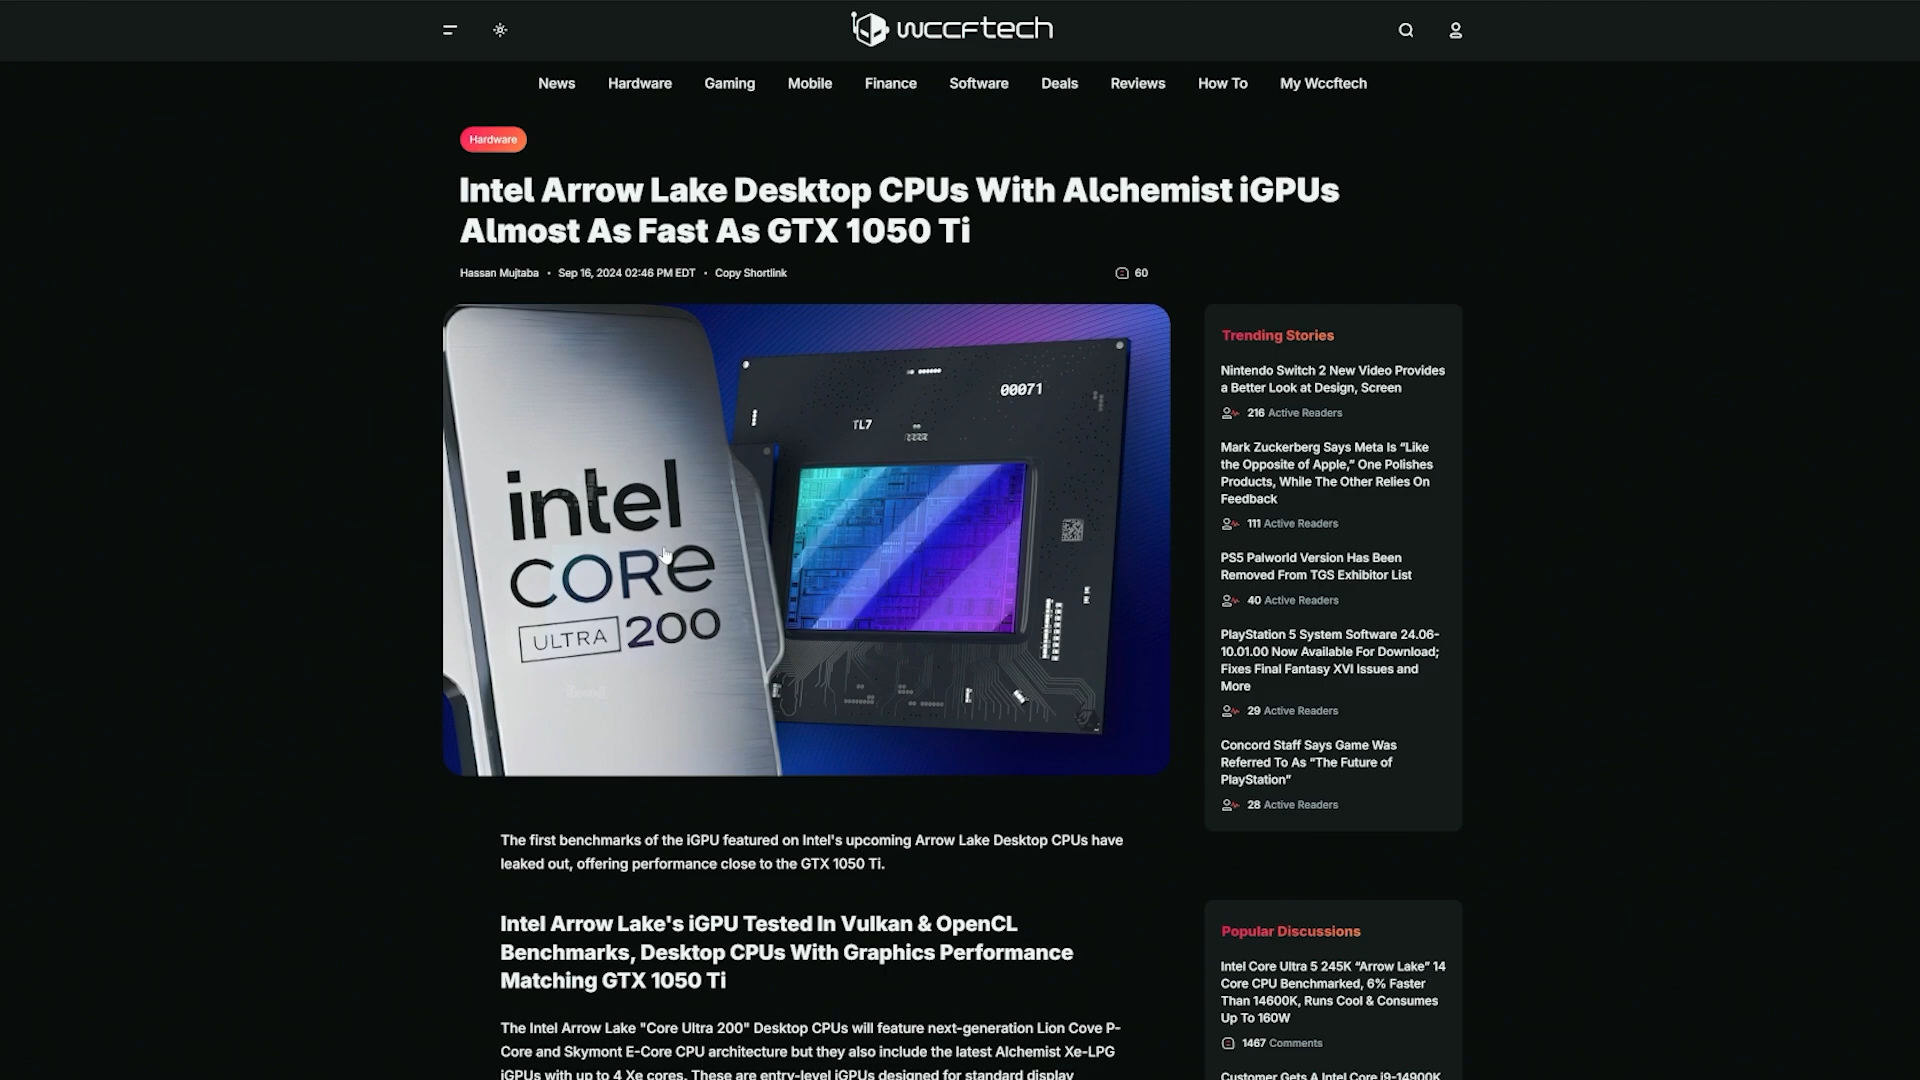 wccftech
News Hardware Gaming Mobile Finance Software Deals Reviews How To My Wccftech
Hardware
Intel Arrow Lake Desktop CPUs With Alchemist iGPUs
Almost As Fast As GTX 1050 Ti
Hassan Mujtaba • Sep 16, 2024 02:46 PM EDT • Copy Shortlink
60
00071
TL7
intel
CORE
ULTRA 200
Trending Stories
Nintendo Switch 2 New Video Provides
a Better Look at Design, Screen
216 Active Readers
Mark Zuckerberg Says Meta Is “Like
the Opposite of Apple,” One Polishes
Products, While The Other Relies On
Feedback
111 Active Readers
PS5 Palworld Version Has Been
Removed From TGS Exhibitor List
40 Active Readers
PlayStation 5 System Software 24.06-
10.01.00 Now Available For Download;
Fixes Final Fantasy XVI Issues and
More
29 Active Readers
Concord Staff Says Game Was
Referred To As “The Future of
PlayStation”
28 Active Readers
The first benchmarks of the iGPU featured on Intel's upcoming Arrow Lake Desktop CPUs have
leaked out, offering performance close to the GTX 1050 Ti.
Intel Arrow Lake's iGPU Tested In Vulkan & OpenCL
Benchmarks, Desktop CPUs With Graphics Performance
Matching GTX 1050 Ti
The Intel Arrow Lake "Core Ultra 200" Desktop CPUs will feature next-generation Lion Cove P-
Core and Skymont E-Core CPU architecture but they also include the latest Alchemist Xe-LPG
iGPUs with up to 4 Xe cores. These are entry-level iGPUs designed for standard display
Popular Discussions
Intel Core Ultra 5 245K “Arrow Lake” 14
Core CPU Benchmarked, 6% Faster
Than 14600K, Runs Cool & Consumes
Up To 160W
1467 Comments
Customer Gets A Intel Core i9-14900K